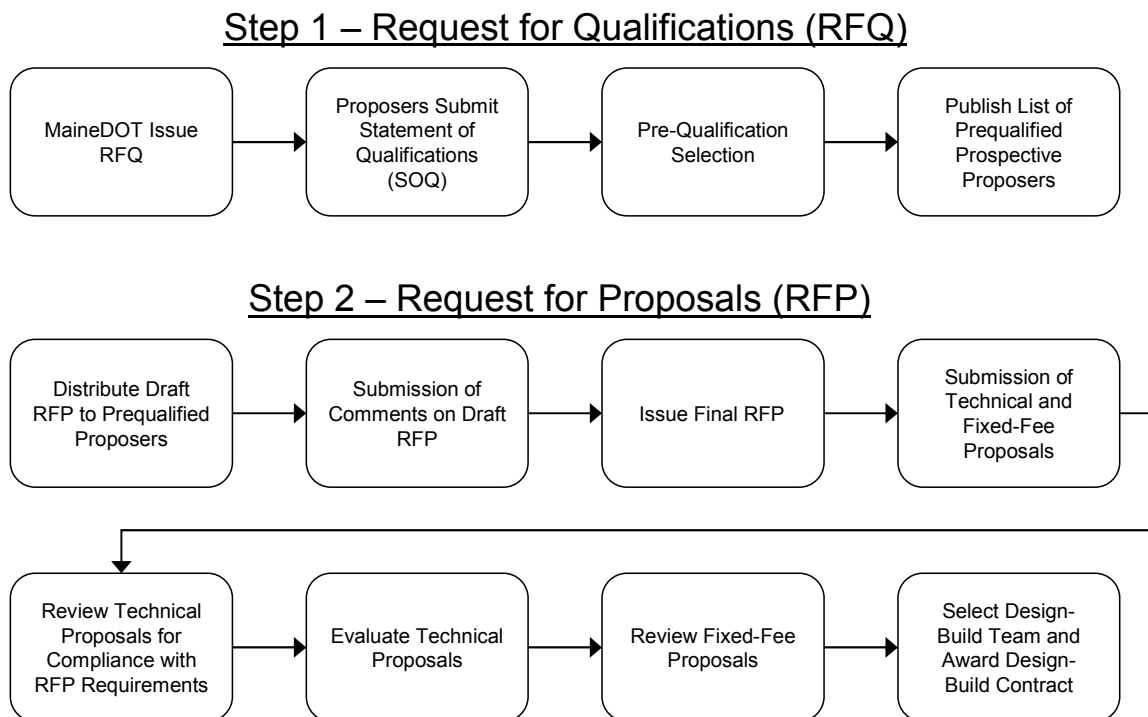 Step 1 – Request for Qualifications (RFQ)
MaineDOT Issue
RFQ
Proposers Submit
Statement of
Qualifications
(SOQ)
Pre-Qualification
Selection
Publish List of
Prequalified
Prospective
Proposers
Step 2 – Request for Proposals (RFP)
Distribute Draft
RFP to Prequalified
Proposers
Submission of
Comments on Draft
RFP
Issue Final RFP
Submission of
Technical and
Fixed-Fee
Proposals
Review Technical
Proposals for
Compliance with
RFP Requirements
Evaluate Technical
Proposals
Review Fixed-Fee
Proposals
Select Design-
Build Team and
Award Design-
Build Contract